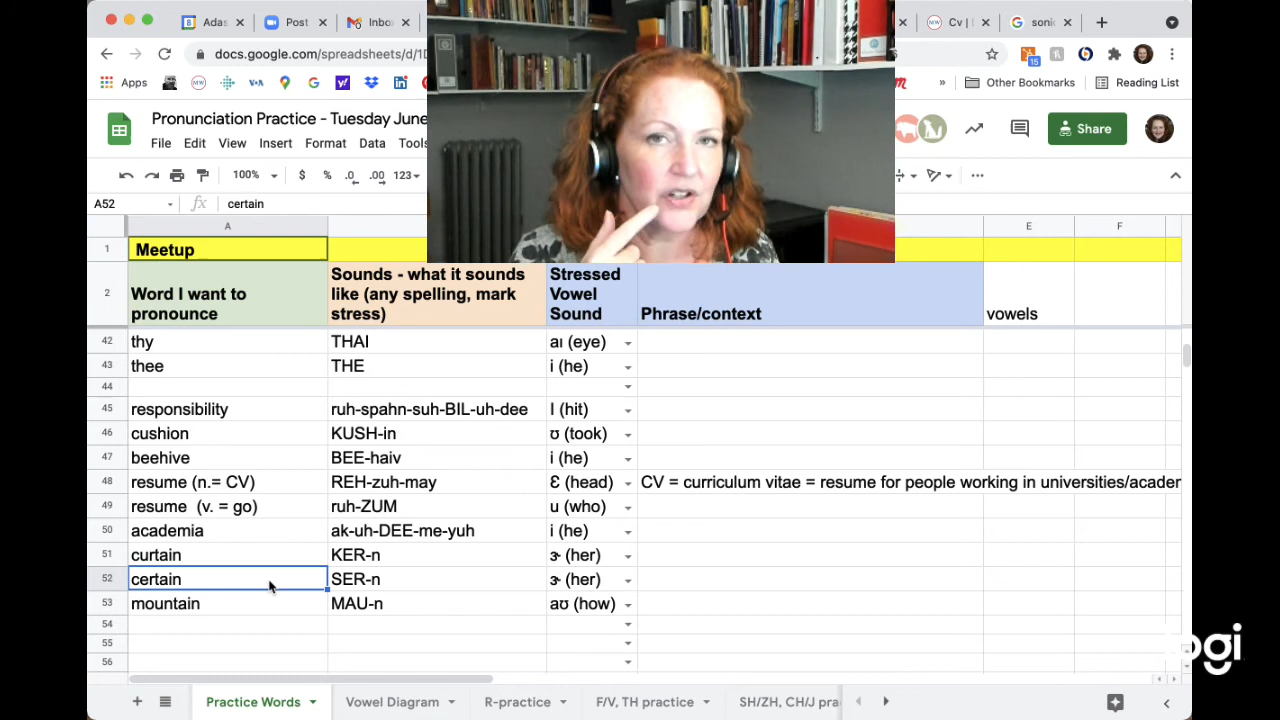 Adas
Post
Inbo
Cv |
soni
docs.google.com/spreadsheets/d/1D
15
Apps
Other Bookmarks
Reading List
Pronunciation Practice - Tuesday June
File Edit View Insert Format Data Tools
Share
100% $ % .0 .00 123
A52 fx certain
A E F
1 Meetup
2 Word I want to pronounce Sounds - what it sounds like (any spelling, mark stress) Stressed Vowel Sound Phrase/context vowels
42 thy THAI aı (eye)
43 thee THE i (he)
44
45 responsibility ruh-spahn-suh-BIL-uh-dee I (hit)
46 cushion KUSH-in ʊ (took)
47 beehive BEE-haiv i (he)
48 resume (n.= CV) REH-zuh-may Ɛ (head) CV = curriculum vitae = resume for people working in universities/academ
49 resume (v. = go) ruh-ZUM u (who)
50 academia ak-uh-DEE-me-yuh i (he)
51 curtain KER-n ɝ (her)
52 certain SER-n ɝ (her)
53 mountain MAU-n aʊ (how)
54
55
56
Practice Words Vowel Diagram R-practice F/V, TH practice SH/ZH, CH/J pra
logi